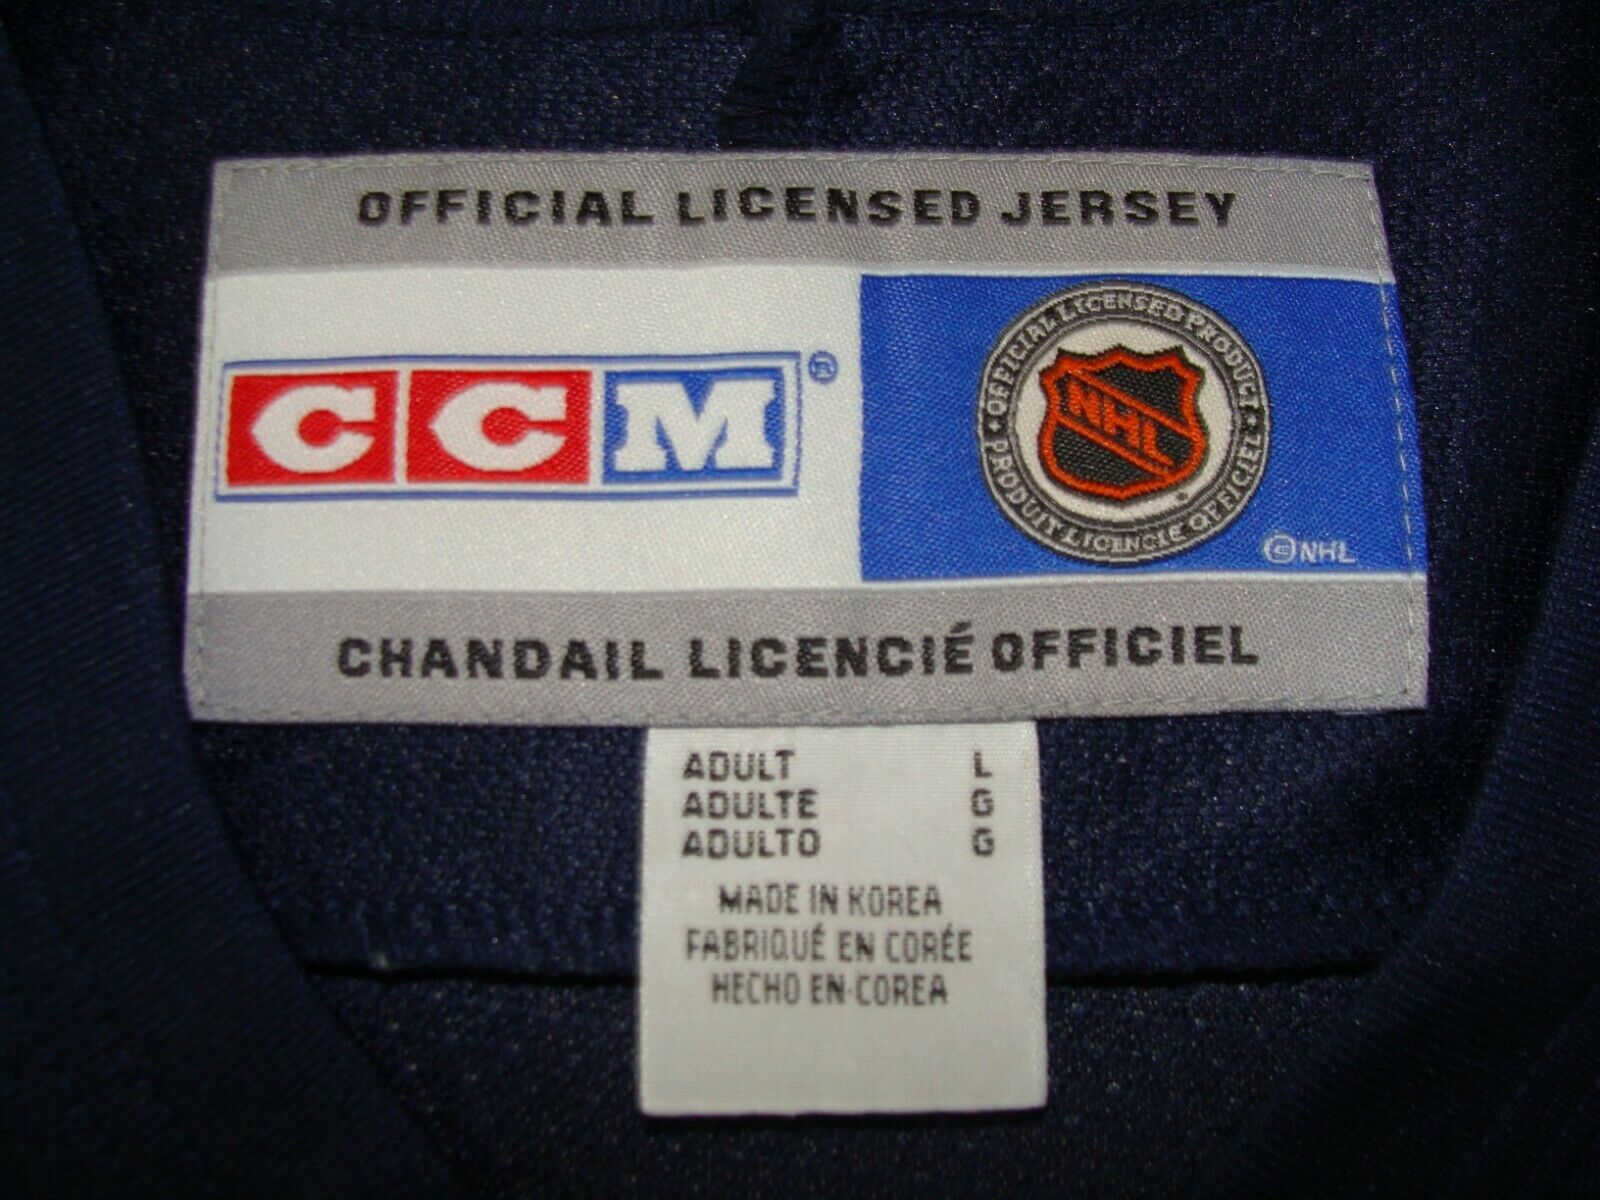 OFFICIAL LICENSED JERSEY
CCM®
OFFICIAL LICENSED PRODUCT
NHL
PRODUIT LICENCIÉ OFFICIEL
©NHL
CHANDAIL LICENCIÉ OFFICIEL
ADULT L
ADULTE G
ADULTO G
MADE IN KOREA
FABRIQUÉ EN CORÉE
HECHO EN COREA